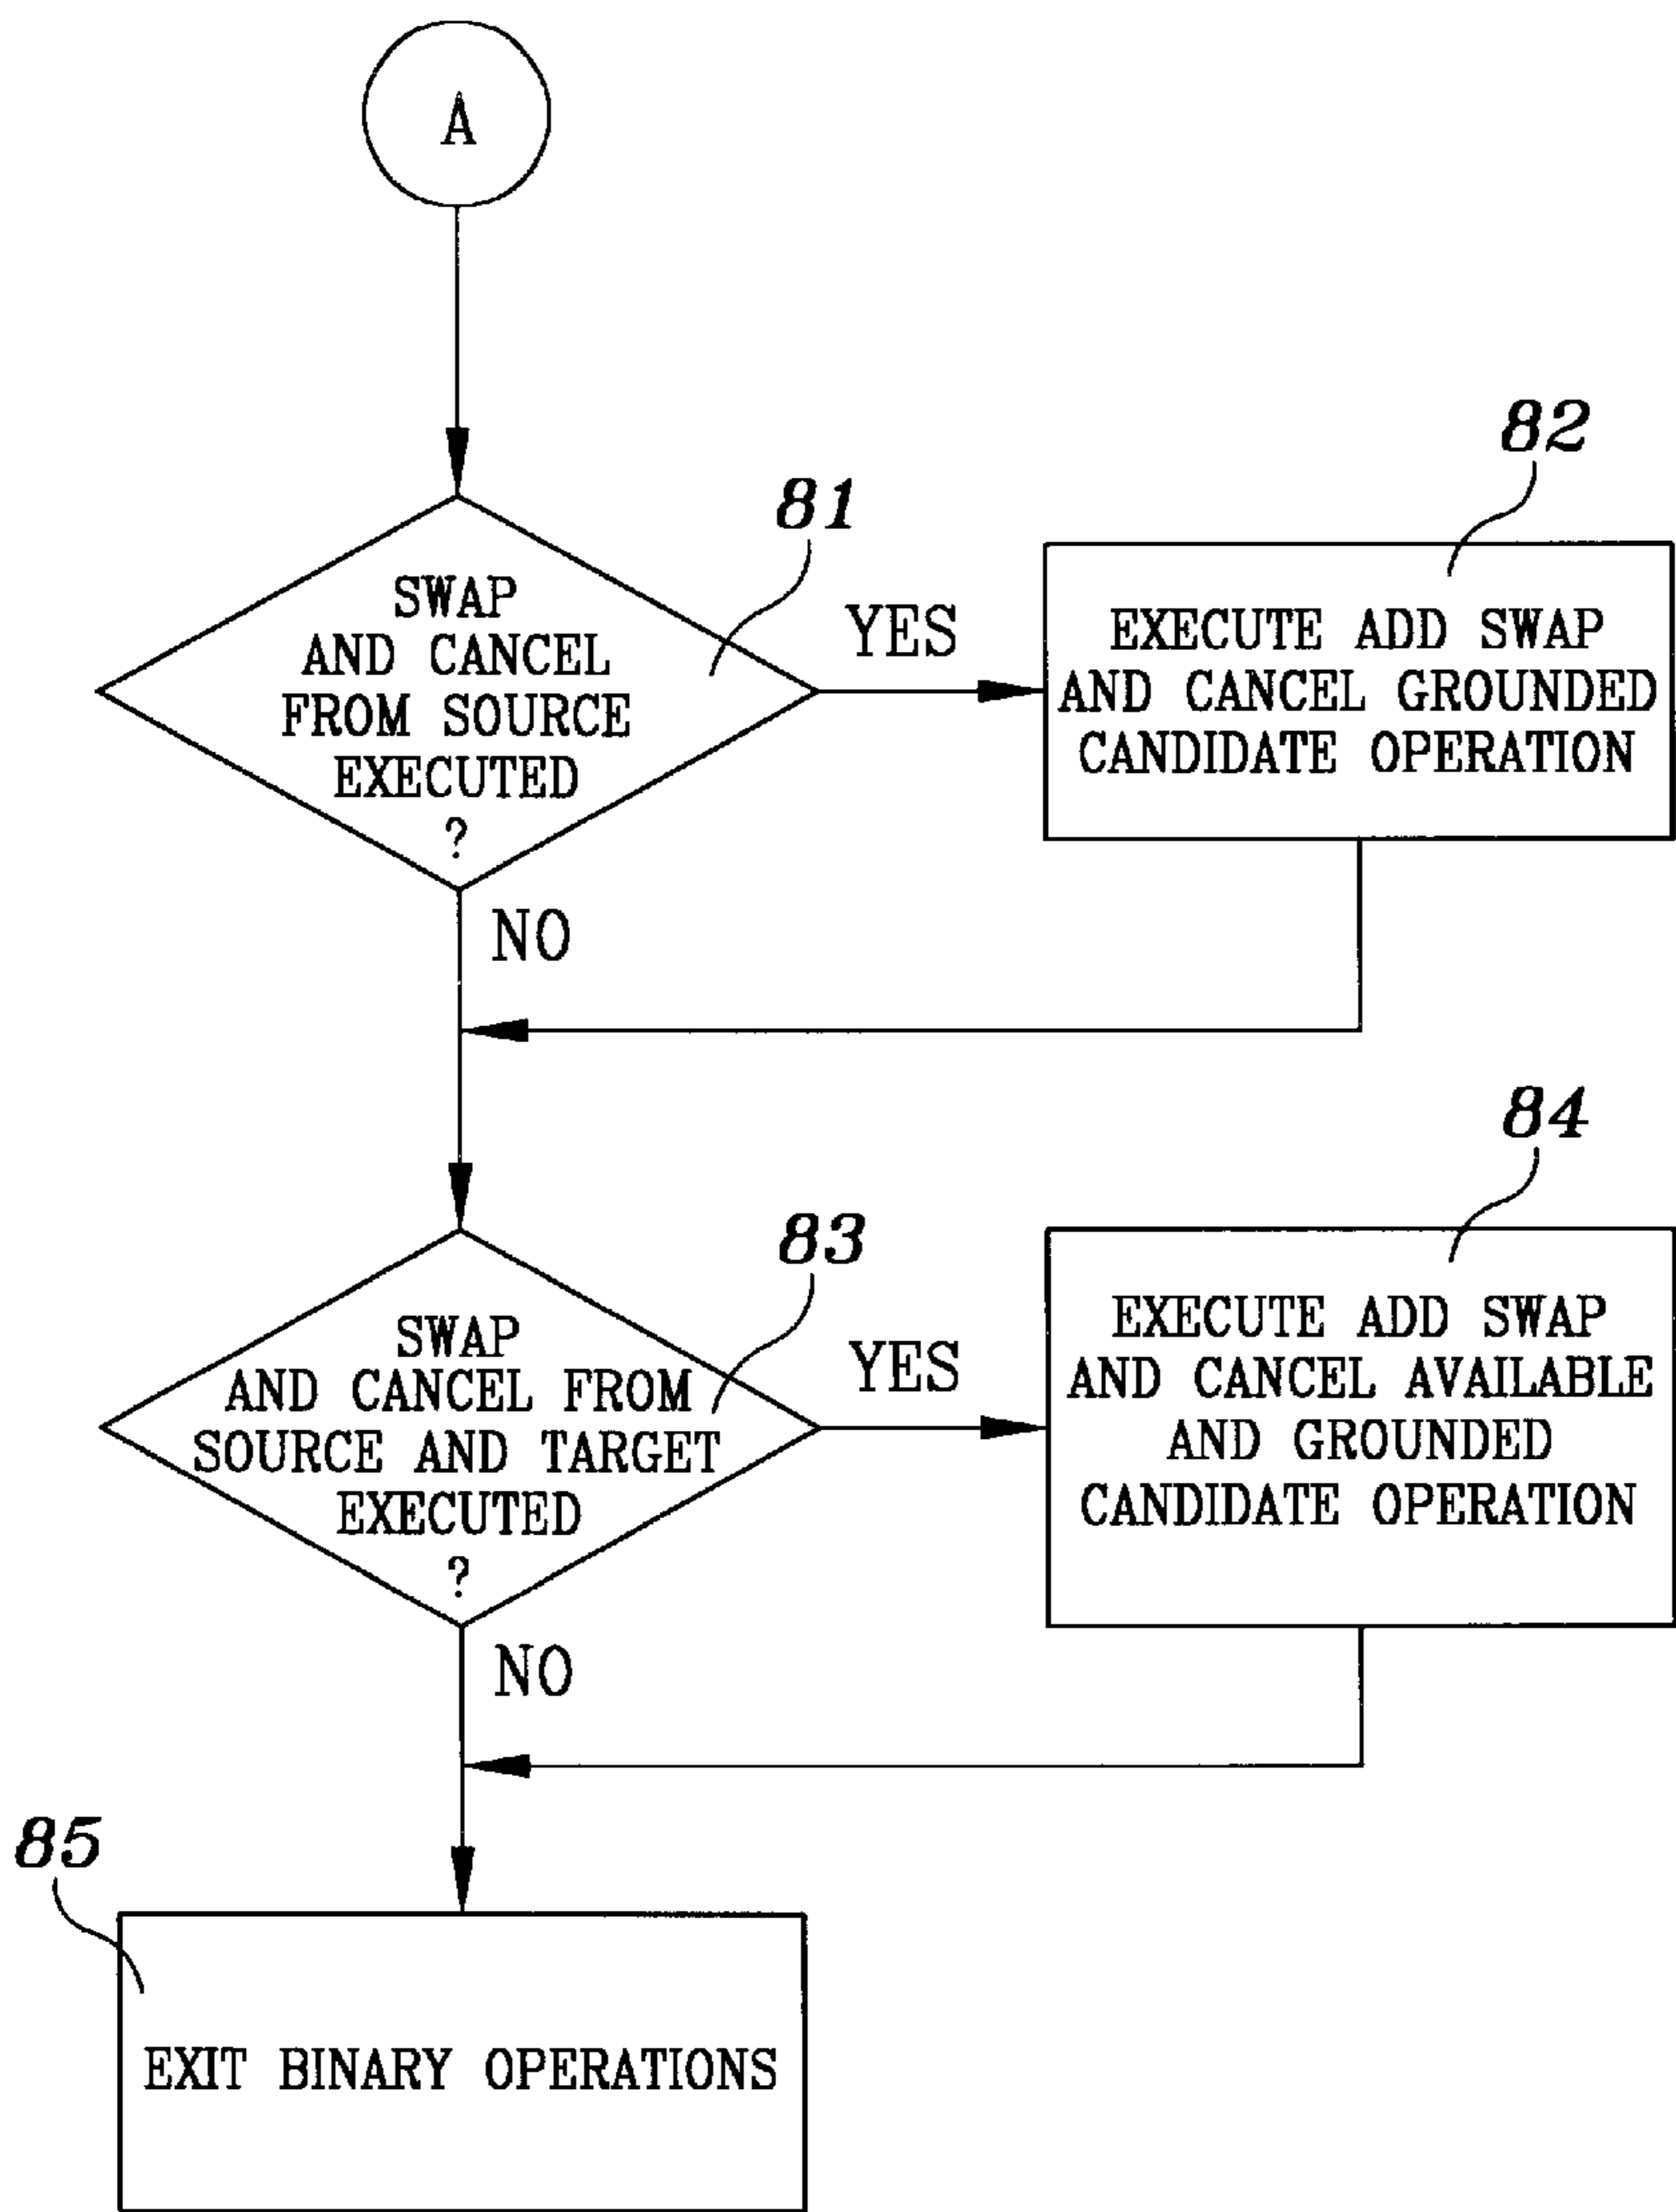 A
82
81
SWAP
AND CANCEL
FROM SOURCE
EXECUTED
?
YES
EXECUTE ADD SWAP
AND CANCEL GROUNDED
CANDIDATE OPERATION
NO
84
83
SWAP
AND CANCEL FROM
SOURCE AND TARGET
EXECUTED
?
YES
EXECUTE ADD SWAP
AND CANCEL AVAILABLE
AND GROUNDED
CANDIDATE OPERATION
NO
85
EXIT BINARY OPERATIONS